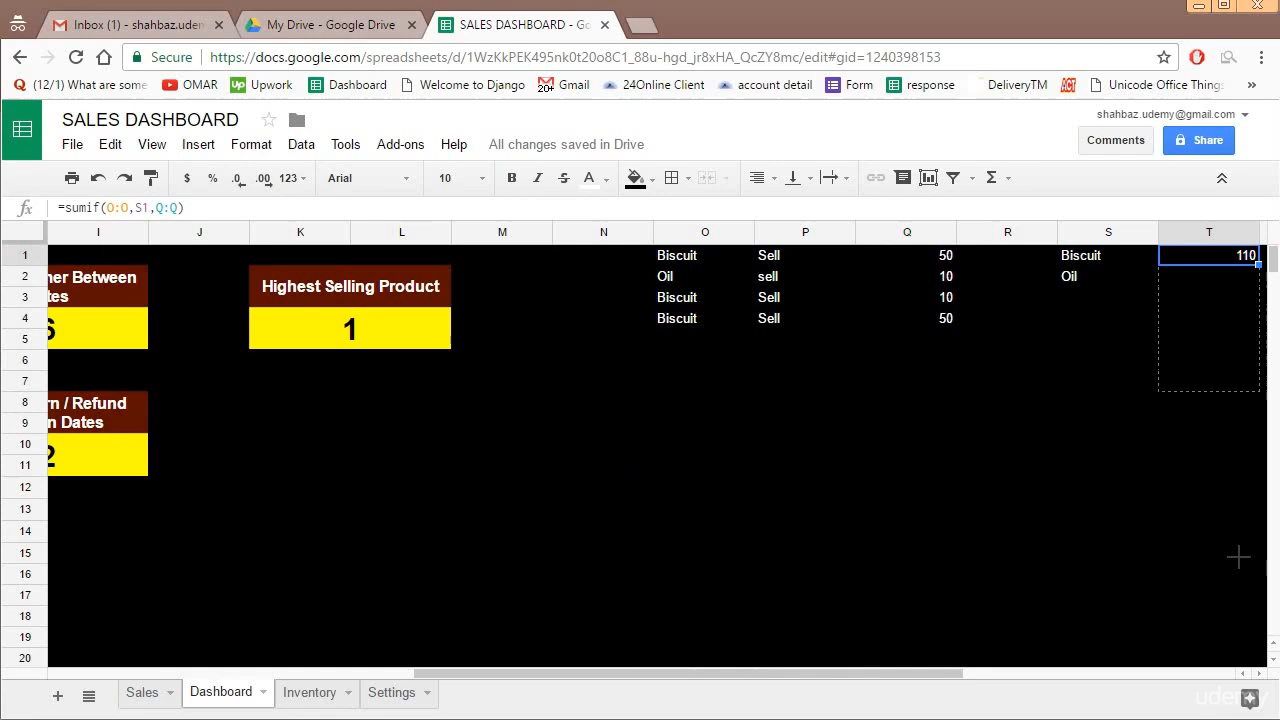 Inbox (1) - shahbaz.uder
My Drive - Google Drive
SALES DASHBOARD - Go
Secure
https://docs.google.com/spreadsheets/d/1WzKkPEK495nk0t20o8C1_88u-hgd_jr8xHA_QcZY8mc/edit#gid=1240398153
(12/1) What are some
OMAR
Up
Upwork
Dashboard
Welcome to Django
20+
Gmail
24Online Client
account detail
Form
response
DeliveryTM
ACT
Unicode Office Things
»
SALES DASHBOARD
shahbaz.udemy@gmail.com
File Edit View Insert Format Data Tools Add-ons Help All changes saved in Drive
Comments
Share
$ % .0 .00 123 Arial 10 B I S A Σ
fx =sumif(O:O,S1,Q:Q)
I J K L M N O P Q R S T
1 Biscuit Sell 50 Biscuit 110
2 ner Between Highest Selling Product Oil sell 10 Oil
3 tes Biscuit Sell 10
4 6 1 Biscuit Sell 50
5
6
7
8 rn / Refund
9 n Dates
10 2
11
12
13
14
15
16
17
18
19
20
+ Sales Dashboard Inventory Settings
udemy